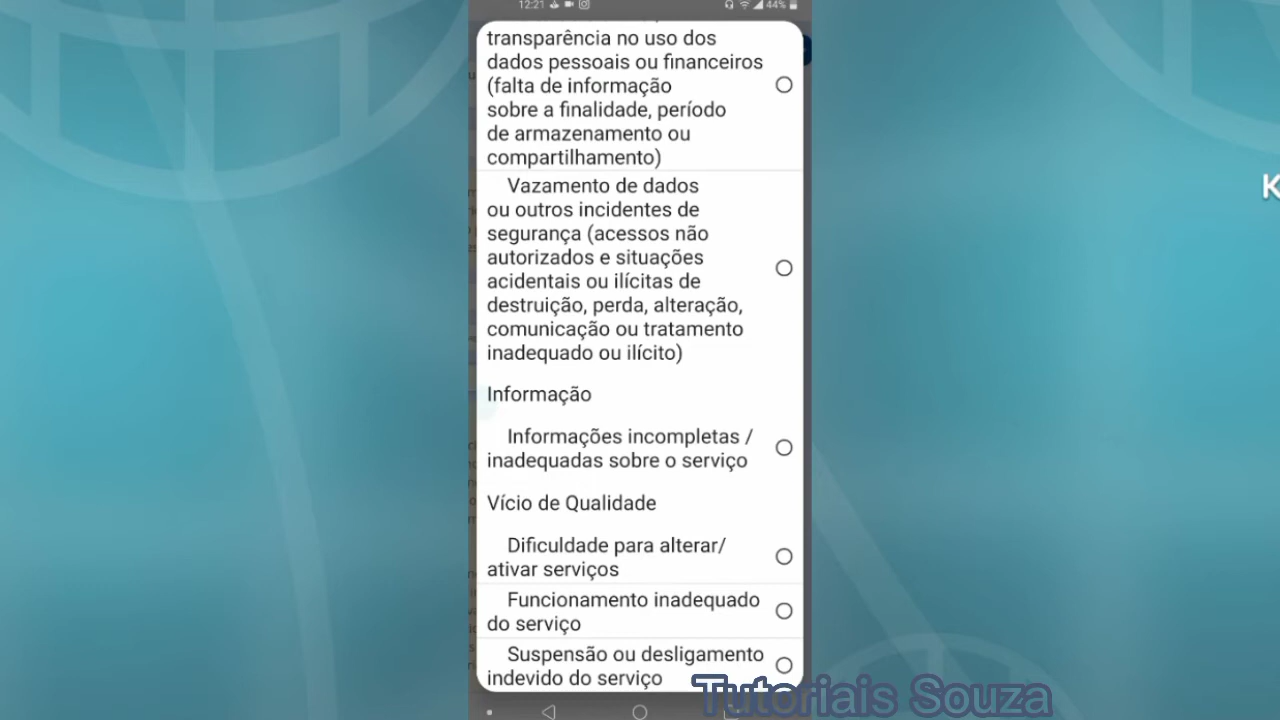 12:21
44%
transparência no uso dos
dados pessoais ou financeiros
(falta de informação
sobre a finalidade, período
de armazenamento ou
compartilhamento)
Vazamento de dados
ou outros incidentes de
segurança (acessos não
autorizados e situações
acidentais ou ilícitas de
destruição, perda, alteração,
comunicação ou tratamento
inadequado ou ilícito)
Informação
Informações incompletas /
inadequadas sobre o serviço
Vício de Qualidade
Dificuldade para alterar/
ativar serviços
Funcionamento inadequado
do serviço
Suspensão ou desligamento
indevido do serviço
Tutoriais Souza
K